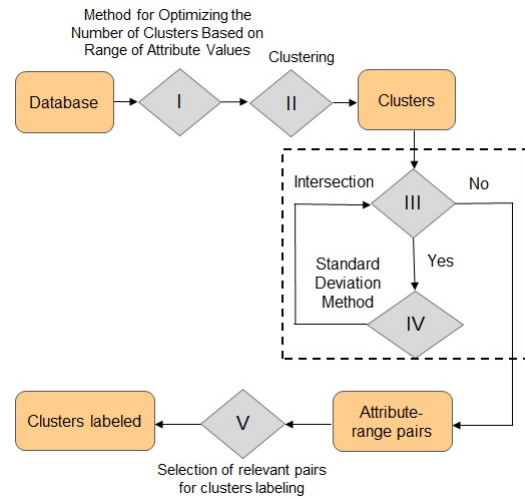 Method for Optimizing the
Number of Clusters Based on
Range of Attribute Values
Clustering
Database
I
II
Clusters
Intersection
III
No
Yes
Standard
Deviation
Method
IV
Clusters labeled
V
Attribute-
range pairs
Selection of relevant pairs
for clusters labeling